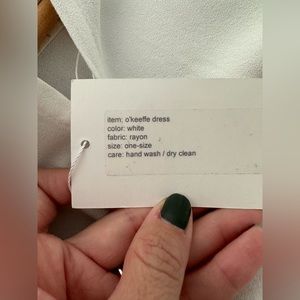 item: o'keeffe dress
color: white
fabric: rayon
size: one-size
care: hand wash / dry clean